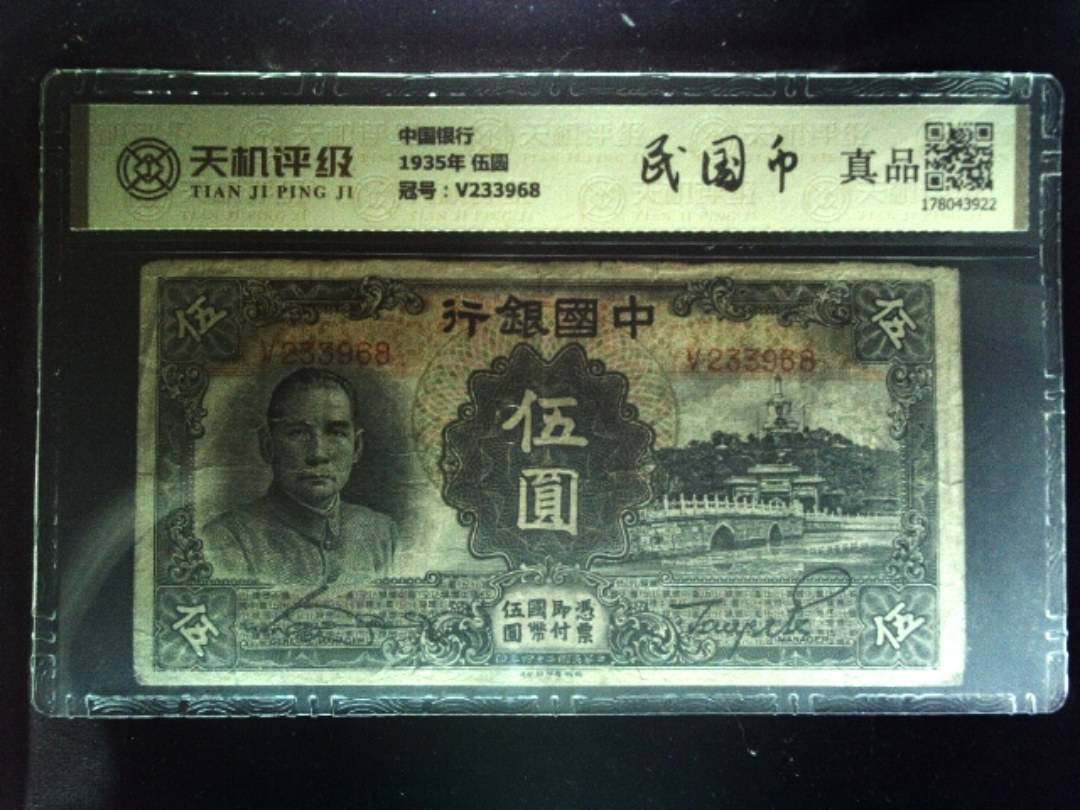 天机评级
TIAN JI PING JI
中国银行
1935年 伍圆
冠号：V233968
民国币
真品
178043922
行銀國中
伍
伍
V233968
V233968
伍
圓
憑票
即付
國幣
伍圓
伍
伍
MANAGER